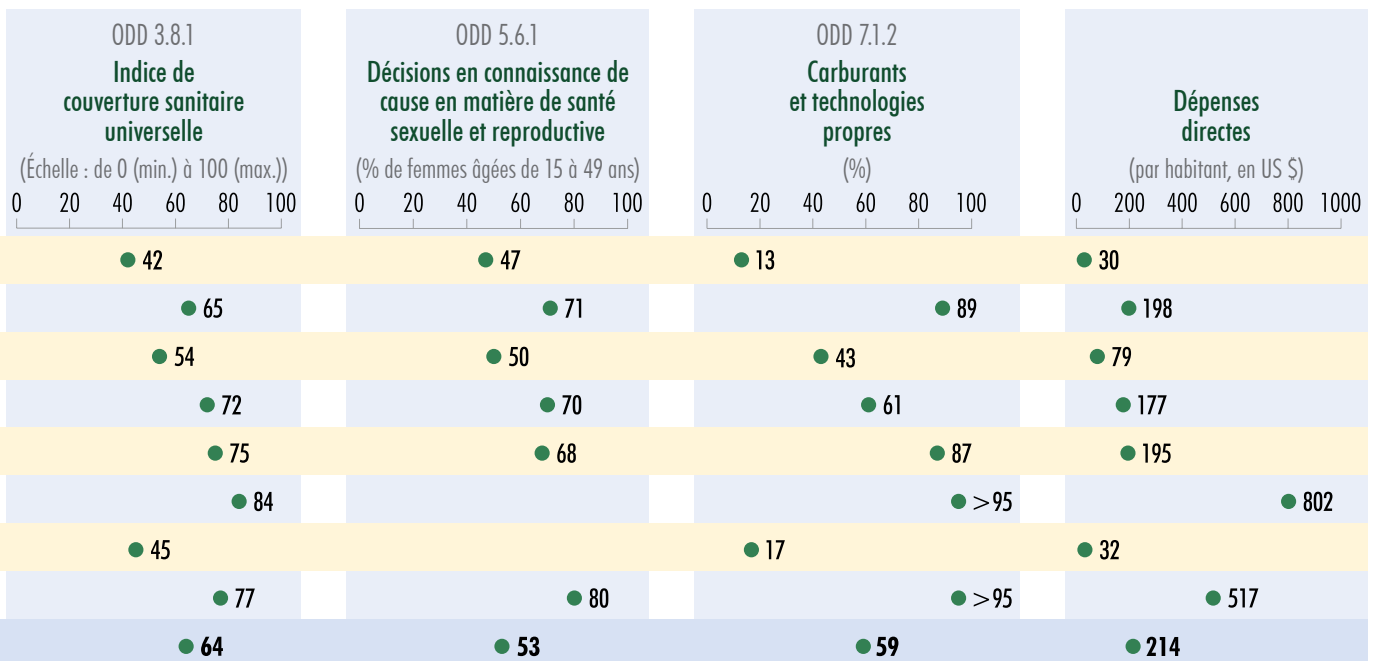 ODD 3.8.1
Indice de
couverture sanitaire
universelle
(Échelle : de 0 (min.) à 100 (max.))
0 20 40 60 80 100
ODD 5.6.1
Décisions en connaissance de
cause en matière de santé
sexuelle et reproductive
(% de femmes âgées de 15 à 49 ans)
0 20 40 60 80 100
ODD 7.1.2
Carburants
et technologies
propres
(%)
0 20 40 60 80 100
Dépenses
directes
(par habitant, en US $)
0 200 400 600 800 1000
42 47 13 30
65 71 89 198
54 50 43 79
72 70 61 177
75 68 87 195
84 >95 802
45 17 32
77 80 >95 517
64 53 59 214